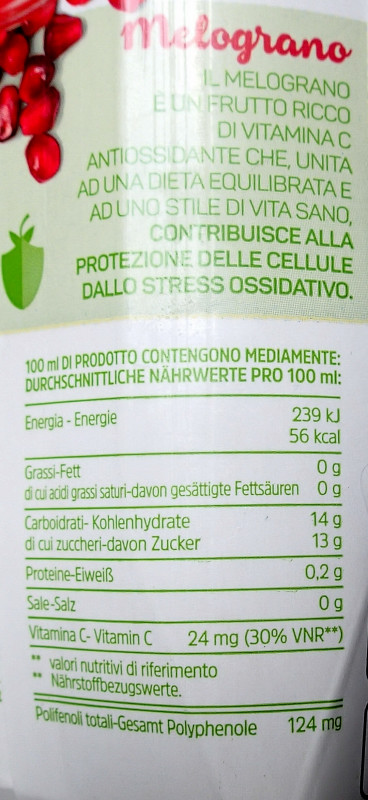 Melograno
IL MELOGRANO
È UN FRUTTO RICCO
DI VITAMINA C
ANTIOSSIDANTE CHE, UNITA
AD UNA DIETA EQUILIBRATA E
AD UNO STILE DI VITA SANO,
CONTRIBUISCE ALLA
PROTEZIONE DELLE CELLULE
DALLO STRESS OSSIDATIVO.
100 ml DI PRODOTTO CONTENGONO MEDIAMENTE:
DURCHSCHNITTLICHE NÄHRWERTE PRO 100 ml:
Energia - Energie 239 kJ
56 kcal
Grassi-Fett 0 g
di cui acidi grassi saturi-davon gesättigte Fettsäuren 0 g
Carboidrati- Kohlenhydrate 14 g
di cui zuccheri-davon Zucker 13 g
Proteine-Eiweiß 0,2 g
Sale-Salz 0 g
Vitamina C- Vitamin C 24 mg (30% VNR**)
** valori nutritivi di riferimento
** Nährstoffbezugswerte.
Polifenoli totali-Gesamt Polyphenole 124 mg